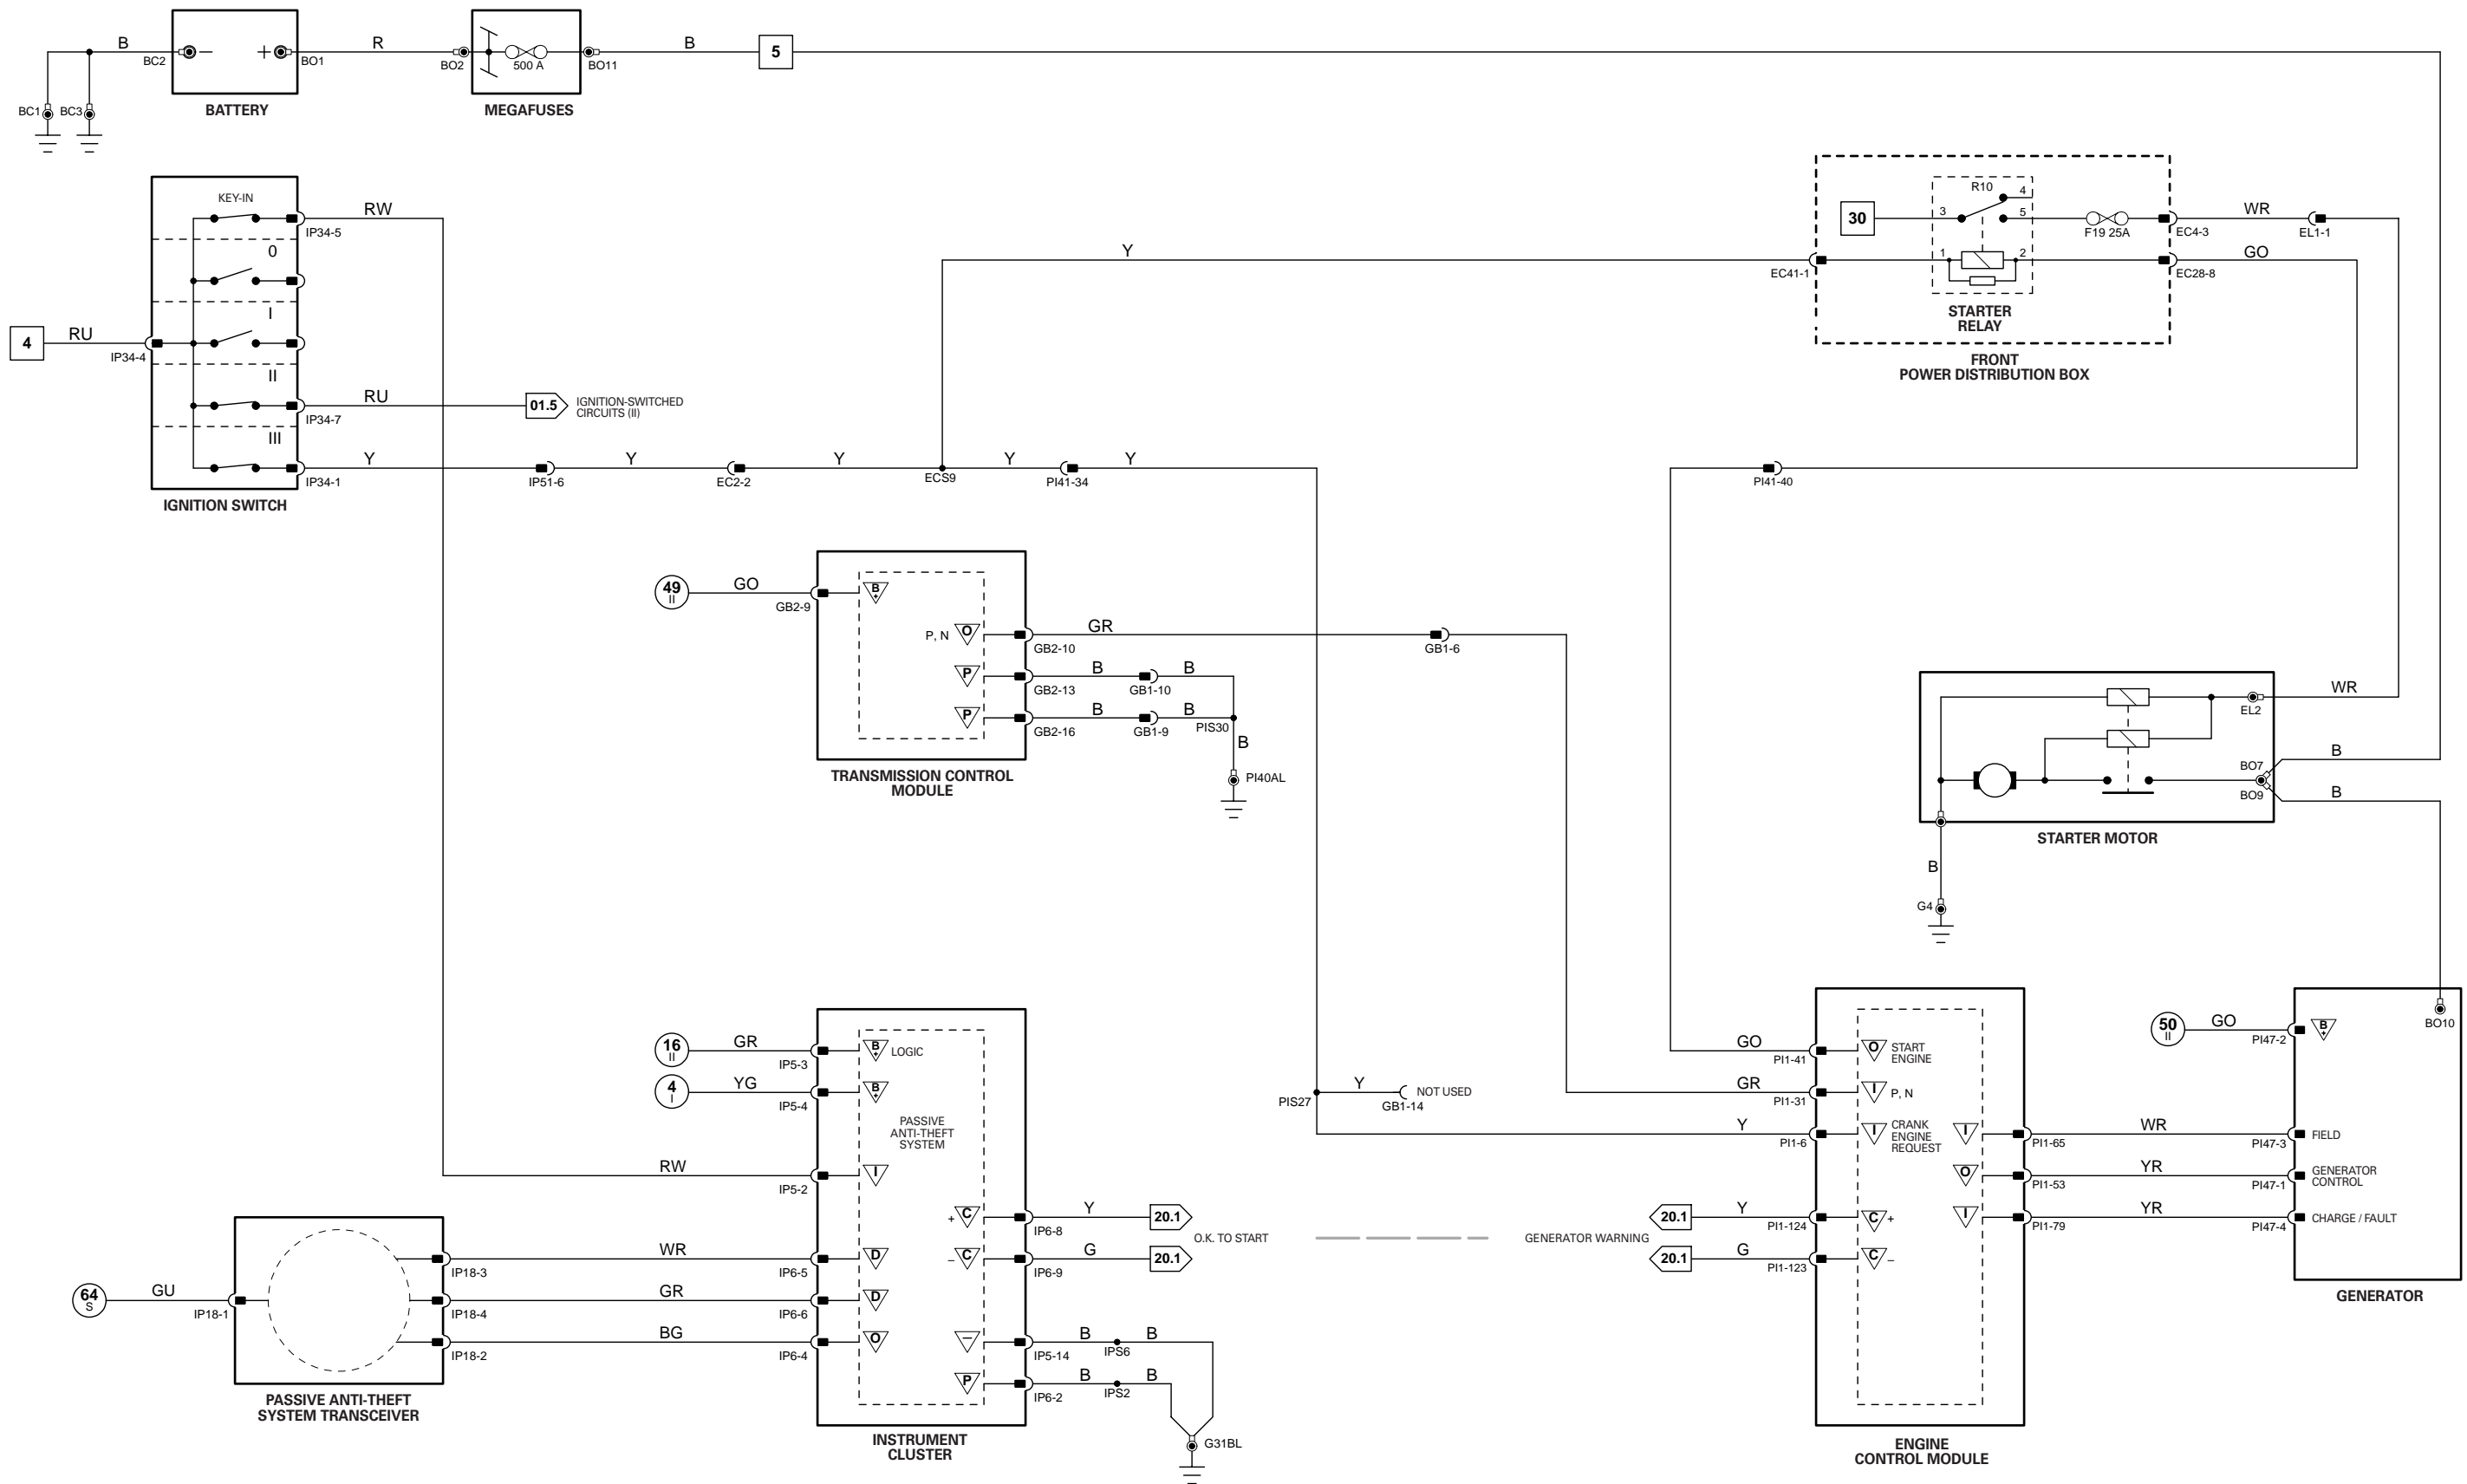 B
BC2
−
+
BO1
R
BO2
500 A
BO11
B
5
BC1
BC3
BATTERY
MEGAFUSES
KEY-IN
RW
IP34-5
0
I
4
RU
IP34-4
II
RU
IP34-7
01.5
IGNITION-SWITCHED
CIRCUITS (II)
III
Y
IP34-1
IP51-6
Y
EC2-2
Y
ECS9
Y
PI41-34
Y
IGNITION SWITCH
Y
EC41-1
30
R10
3
4
5
1
2
F19 25A
EC4-3
WR
EL1-1
EC28-8
GO
STARTER
RELAY
FRONT
POWER DISTRIBUTION BOX
PI41-40
49
II
GO
GB2-9
B
+
P, N
O
GR
GB2-10
GB1-6
P
B
B
GB2-13
GB1-10
P
B
B
GB2-16
GB1-9
PIS30
B
PI40AL
TRANSMISSION CONTROL
MODULE
WR
EL2
B
BO7
BO9
B
STARTER MOTOR
B
G4
16
II
GR
IP5-3
B
+
LOGIC
4
I
YG
IP5-4
B
+
PASSIVE
ANTI-THEFT
SYSTEM
RW
IP5-2
I
+
C
Y
IP6-8
20.1
O.K. TO START
−
C
G
IP6-9
20.1
64
S
GU
IP18-1
IP18-3
WR
IP6-5
D
IP18-4
GR
IP6-6
D
IP18-2
BG
IP6-4
O
−
B
B
IP5-14
IPS6
P
B
B
IP6-2
IPS2
G31BL
PASSIVE ANTI-THEFT
SYSTEM TRANSCEIVER
INSTRUMENT
CLUSTER
PIS27
Y
GB1-14
NOT USED
GENERATOR WARNING
GO
PI1-41
O
START
ENGINE
GR
PI1-31
I
P, N
Y
PI1-6
I
CRANK
ENGINE
REQUEST
20.1
Y
PI1-124
C
+
20.1
G
PI1-123
C
−
I
PI1-65
WR
PI47-3
FIELD
O
PI1-53
YR
PI47-1
GENERATOR
CONTROL
I
PI1-79
YR
PI47-4
CHARGE / FAULT
50
II
GO
PI47-2
B
+
BO10
GENERATOR
ENGINE
CONTROL MODULE